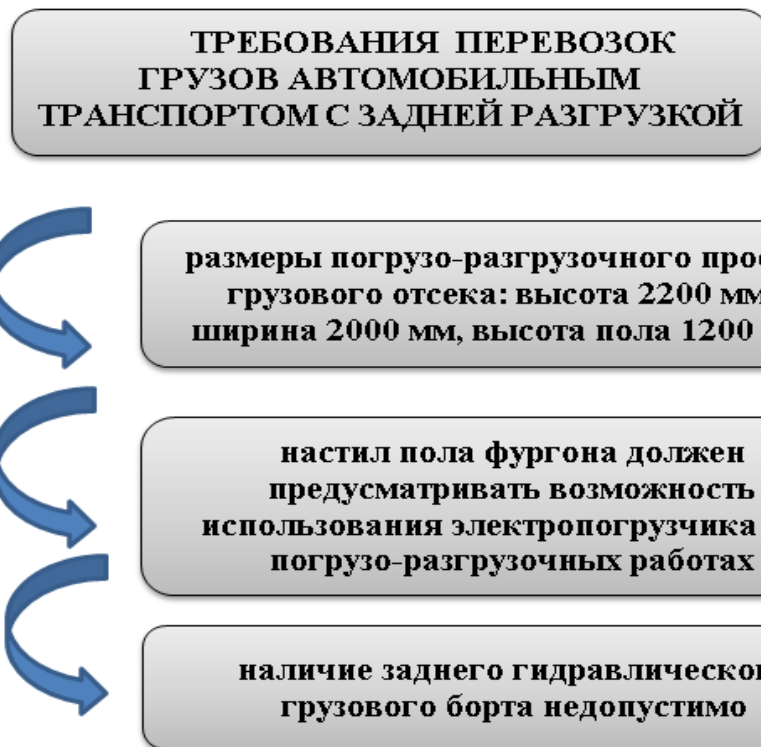 ТРЕБОВАНИЯ ПЕРЕВОЗОК
ГРУЗОВ АВТОМОБИЛЬНЫМ
ТРАНСПОРТОМ С ЗАДНЕЙ РАЗГРУЗКОЙ
размеры погрузо-разгрузочного
грузового отсека: высота 2200 мм
ширина 2000 мм, высота пола 1200
настил пола фургона должен
предусматривать возможность
использования электропогрузчика
погрузо-разгрузочных работах
наличие заднего
грузового борта недопустимо